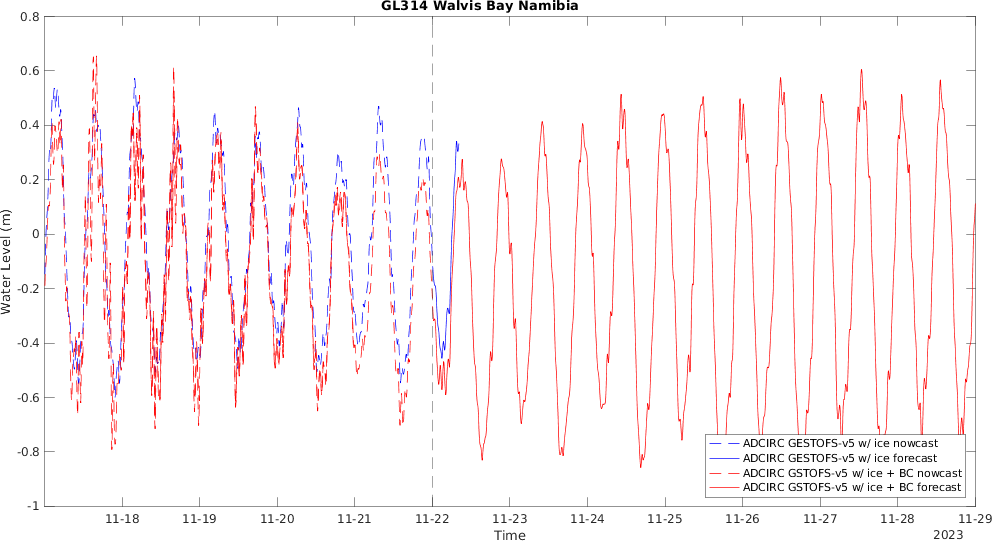 GL314 Walvis Bay Namibia
0.8
0.6
0.4
0.2
0
-0.2
-0.4
-0.6
-0.8
-1
Water Level (m)
ADCIRC GESTOFS-v5 w/ ice nowcast
ADCIRC GESTOFS-v5 w/ ice forecast
ADCIRC GSTOFS-v5 w/ ice + BC nowcast
ADCIRC GSTOFS-v5 w/ ice + BC forecast
11-18 11-19 11-20 11-21 11-22 11-23 11-24 11-25 11-26 11-27 11-28 11-29
Time
2023